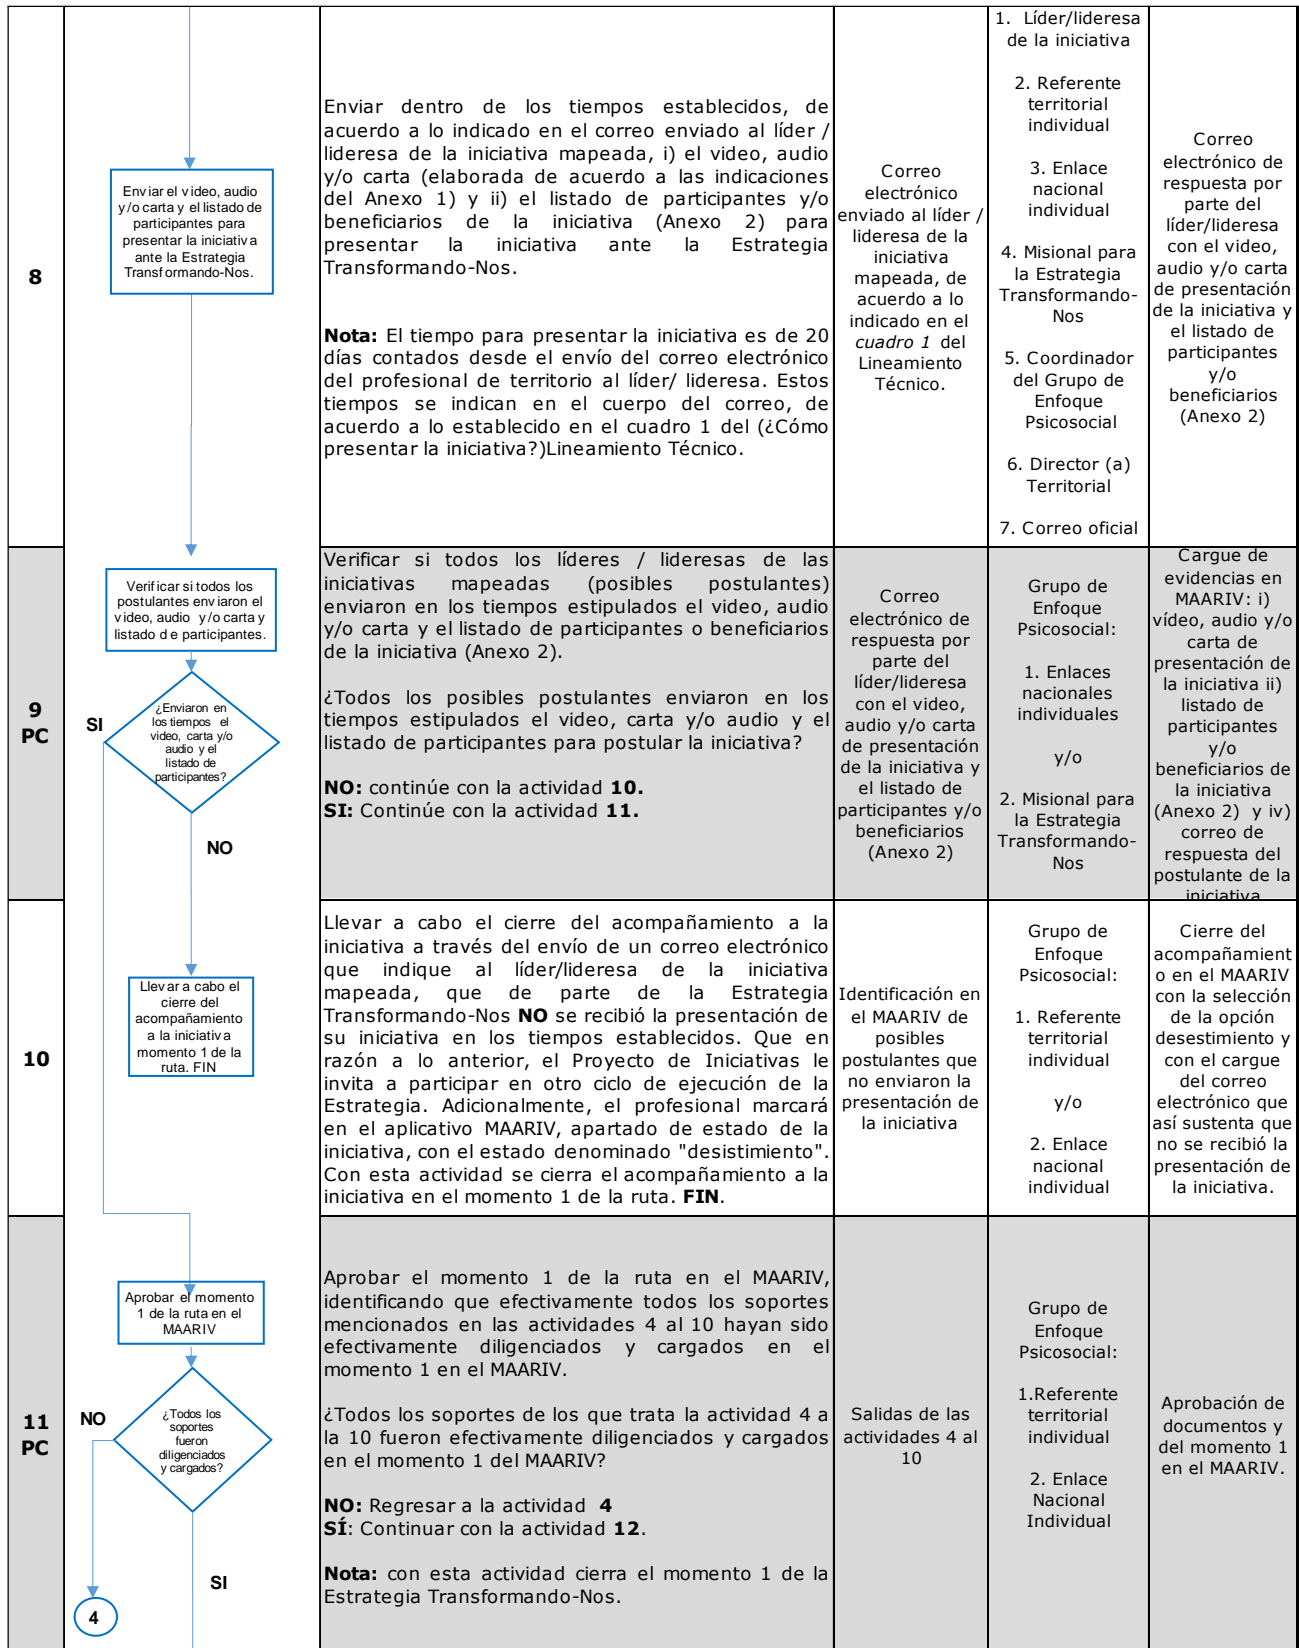 8
Enviar el video, audio
y/o carta y el listado de
participantes para
presentar la iniciativa
ante la Estrategia
Transformando-Nos.
Enviar dentro de los tiempos establecidos, de
acuerdo a lo indicado en el correo enviado al líder /
lideresa de la iniciativa mapeada, i) el video, audio
y/o carta (elaborada de acuerdo a las indicaciones
del Anexo 1) y ii) el listado de participantes y/o
beneficiarios de la iniciativa (Anexo 2) para
presentar la iniciativa ante la Estrategia
Transformando-Nos.
Nota: El tiempo para presentar la iniciativa es de 20
días contados desde el envío del correo electrónico
del profesional de territorio al líder/ lideresa. Estos
tiempos se indican en el cuerpo del correo, de
acuerdo a lo establecido en el cuadro 1 del (¿Cómo
presentar la iniciativa?)Lineamiento Técnico.
Correo
electrónico
enviado al líder /
lideresa de la
iniciativa
mapeada, de
acuerdo a lo
indicado en el
cuadro 1 del
Lineamiento
Técnico.
1. Líder/lideresa
de la iniciativa
2. Referente
territorial
individual
3. Enlace
nacional
individual
4. Misional para
la Estrategia
Transformando-
Nos
5. Coordinador
del Grupo de
Enfoque
Psicosocial
6. Director (a)
Territorial
7. Correo oficial
Correo
electrónico de
respuesta por
parte del
líder/lideresa
con el video,
audio y/o carta
de presentación
de la iniciativa y
el listado de
participantes
y/o
beneficiarios
(Anexo 2)
9
PC
Verificar si todos los
postulantes enviaron el
video, audio y/o carta y
listado de participantes.
¿Enviaron en
los tiempos el
video, carta y/o
audio y el
listado de
participantes?
SI
NO
Verificar si todos los líderes / lideresas de las
iniciativas mapeadas (posibles postulantes)
enviaron en los tiempos estipulados el video, audio
y/o carta y el listado de participantes o beneficiarios
de la iniciativa (Anexo 2).
¿Todos los posibles postulantes enviaron en los
tiempos estipulados el video, carta y/o audio y el
listado de participantes para postular la iniciativa?
NO: continúe con la actividad 10.
SI: Continúe con la actividad 11.
Correo
electrónico de
respuesta por
parte del
líder/lideresa
con el video,
audio y/o carta
de presentación
de la iniciativa y
el listado de
participantes y/o
beneficiarios
(Anexo 2)
Grupo de
Enfoque
Psicosocial:
1. Enlaces
nacionales
individuales
y/o
2. Misional para
la Estrategia
Transformando-
Nos
Cargue de
evidencias en
MAARIV: i)
vídeo, audio y/o
carta de
presentación de
la iniciativa ii)
listado de
participantes
y/o
beneficiarios de
la iniciativa
(Anexo 2) y iv)
correo de
respuesta del
postulante de la
iniciativa
10
Llevar a cabo el
cierre del
acompañamiento
a la iniciativa
momento 1 de la
ruta. FIN
Llevar a cabo el cierre del acompañamiento a la
iniciativa a través del envío de un correo electrónico
que indique al líder/lideresa de la iniciativa
mapeada, que de parte de la Estrategia
Transformando-Nos NO se recibió la presentación de
su iniciativa en los tiempos establecidos. Que en
razón a lo anterior, el Proyecto de Iniciativas le
invita a participar en otro ciclo de ejecución de la
Estrategia. Adicionalmente, el profesional marcará
en el aplicativo MAARIV, apartado de estado de la
iniciativa, con el estado denominado "desistimiento".
Con esta actividad se cierra el acompañamiento a la
iniciativa en el momento 1 de la ruta. FIN.
Identificación en
el MAARIV de
posibles
postulantes que
no enviaron la
presentación de
la iniciativa
Grupo de
Enfoque
Psicosocial:
1. Referente
territorial
individual
y/o
2. Enlace
nacional
individual
Cierre del
acompañamient
o en el MAARIV
con la selección
de la opción
desestimiento y
con el cargue
del correo
electrónico que
así sustenta que
no se recibió la
presentación de
la iniciativa.
11
PC
Aprobar el momento
1 de la ruta en el
MAARIV
¿Todos los
soportes
fueron
diligenciados
y cargados?
NO
SI
4
Aprobar el momento 1 de la ruta en el MAARIV,
identificando que efectivamente todos los soportes
mencionados en las actividades 4 al 10 hayan sido
efectivamente diligenciados y cargados en el
momento 1 en el MAARIV.
¿Todos los soportes de los que trata la actividad 4 a
la 10 fueron efectivamente diligenciados y cargados
en el momento 1 del MAARIV?
NO: Regresar a la actividad 4
SÍ: Continuar con la actividad 12.
Nota: con esta actividad cierra el momento 1 de la
Estrategia Transformando-Nos.
Salidas de las
actividades 4 al
10
Grupo de
Enfoque
Psicosocial:
1.Referente
territorial
individual
2. Enlace
Nacional
Individual
Aprobación de
documentos y
del momento 1
en el MAARIV.